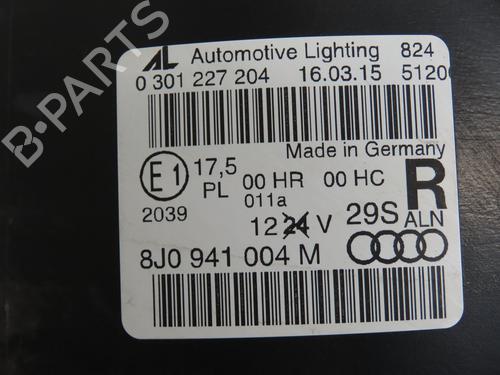 AL Automotive Lighting 824
0 301 227 204 16.03.15 5120
Made in Germany
E1 17,5 PL 00 HR 00 HC R
2039 011a
12 24 V 29S ALN
8J0 941 004 M
B-PARTS